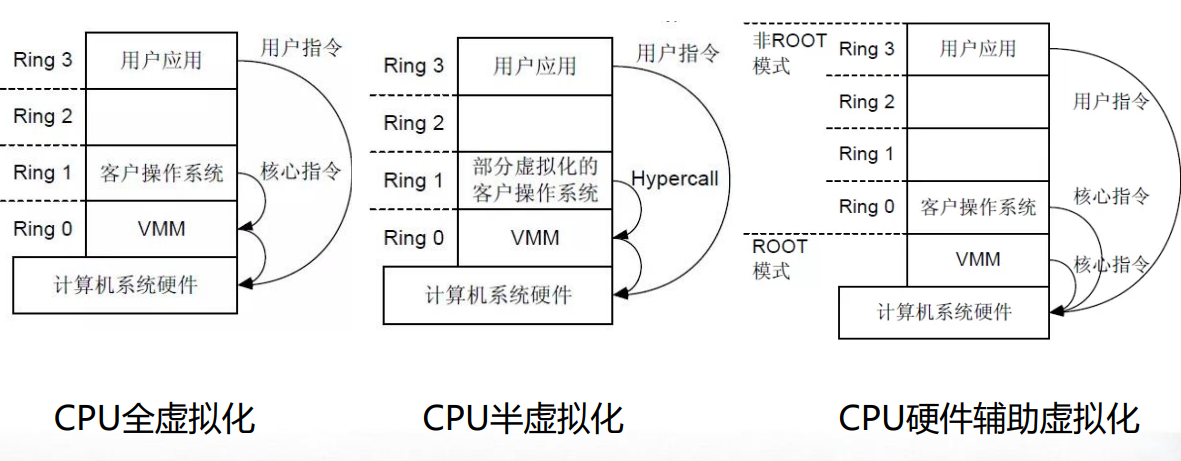 Ring 3
用户应用
用户指令
Ring 2
Ring 1
客户操作系统
核心指令
Ring 0
VMM
计算机系统硬件
CPU全虚拟化
Ring 3
用户应用
用户指令
Ring 2
Ring 1
部分虚拟化的
客户操作系统
Hypercall
Ring 0
VMM
计算机系统硬件
CPU半虚拟化
非ROOT
模式
Ring 3
用户应用
Ring 2
用户指令
Ring 1
Ring 0
客户操作系统
核心指令
ROOT
模式
VMM
核心指令
计算机系统硬件
CPU硬件辅助虚拟化